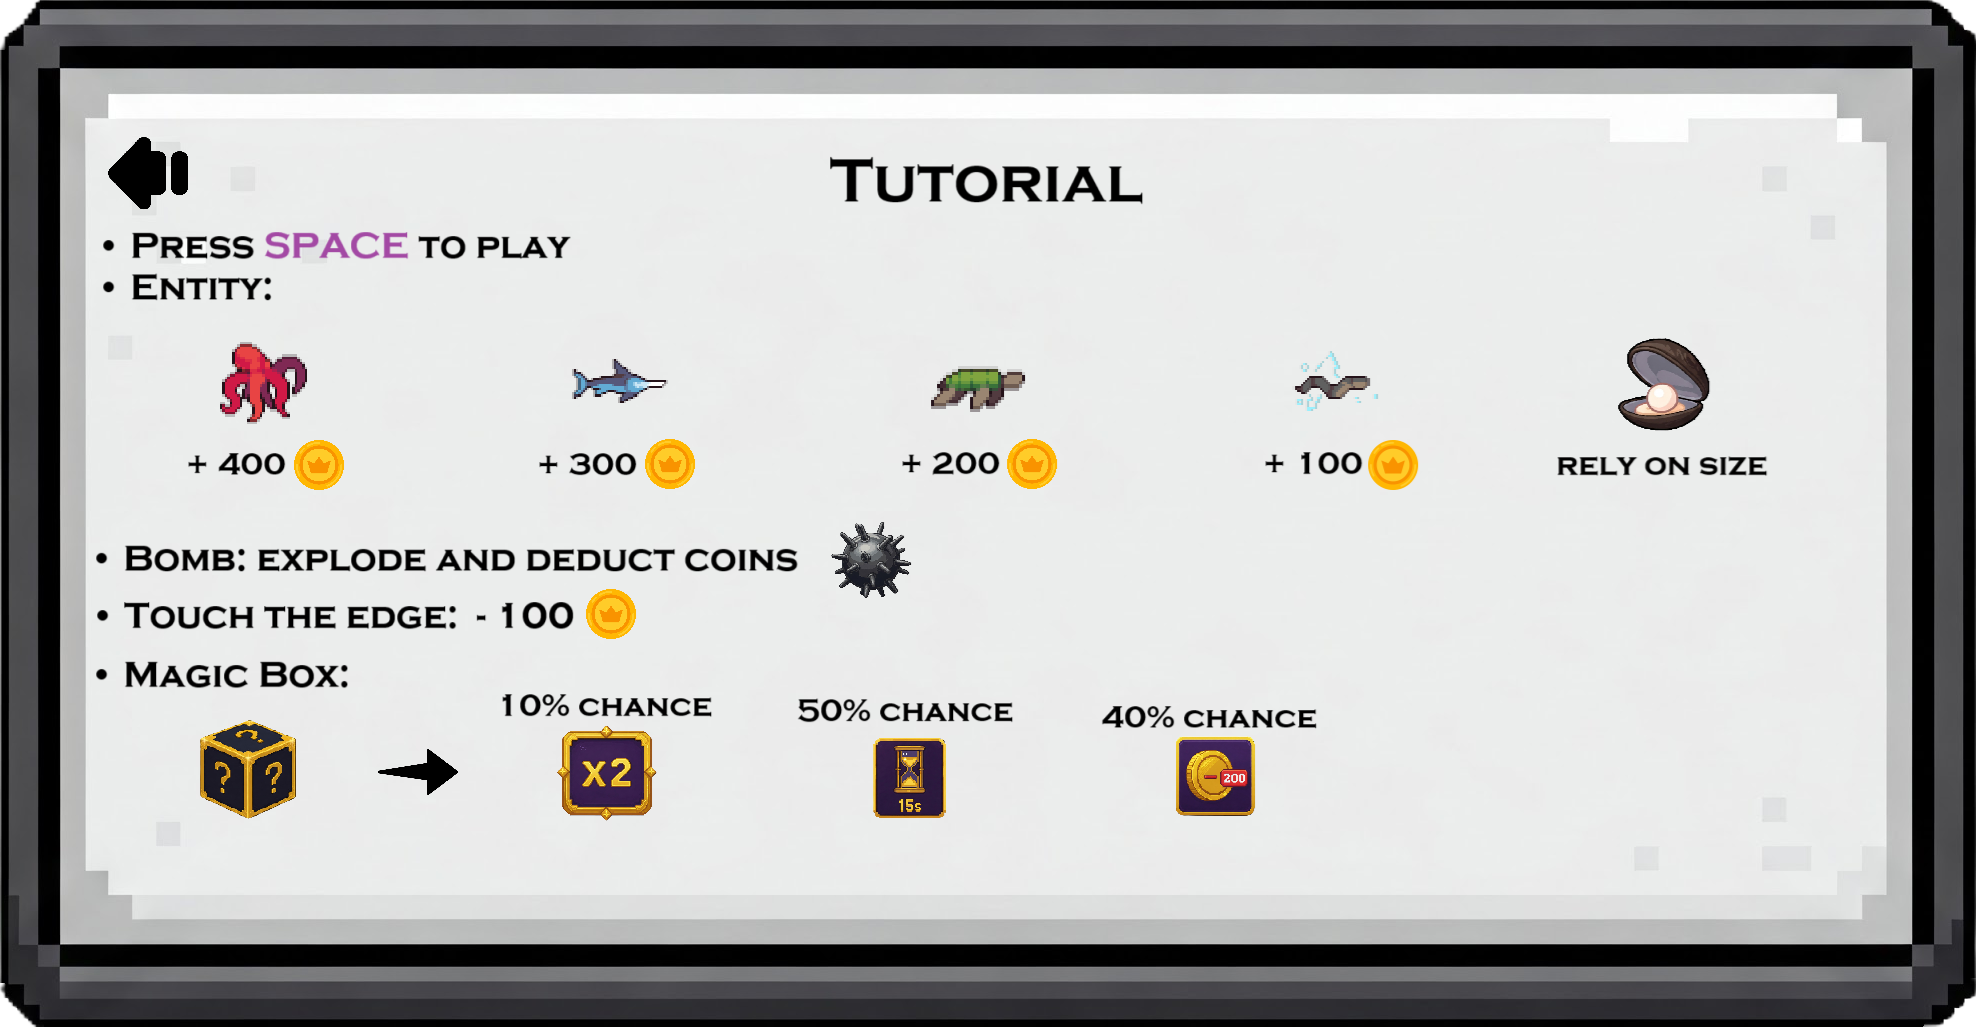 TUTORIAL
• PRESS SPACE TO PLAY
• ENTITY:
+ 400
+ 300
+ 200
+ 100
RELY ON SIZE
• BOMB: EXPLODE AND DEDUCT COINS
• TOUCH THE EDGE: - 100
• MAGIC BOX:
10% CHANCE
50% CHANCE
40% CHANCE
? ? ?
X2
15s
- 200